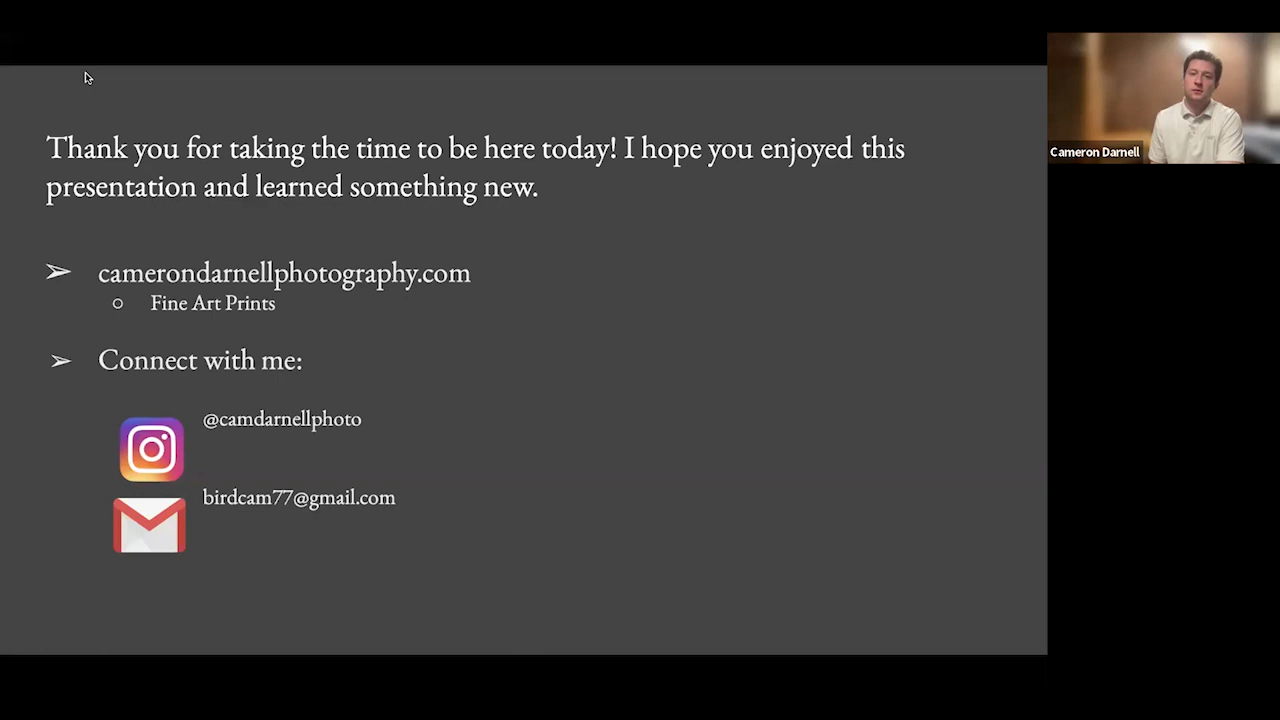 Thank you for taking the time to be here today! I hope you enjoyed this
presentation and learned something new.
➢ camerondarnellphotography.com
○ Fine Art Prints
➢ Connect with me:
@camdarnellphoto
birdcam77@gmail.com
Cameron Darnell